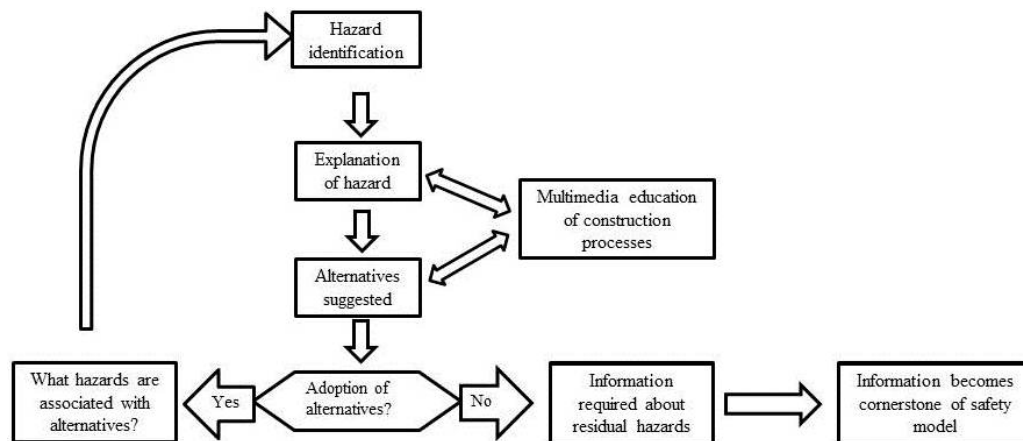 Hazard
identification
Explanation
of hazard
Multimedia education
of construction
processes
Alternatives
suggested
What hazards are
associated with
alternatives?
Yes
Adoption of
alternatives?
No
Information
required about
residual hazards
Information becomes
cornerstone of safety
model